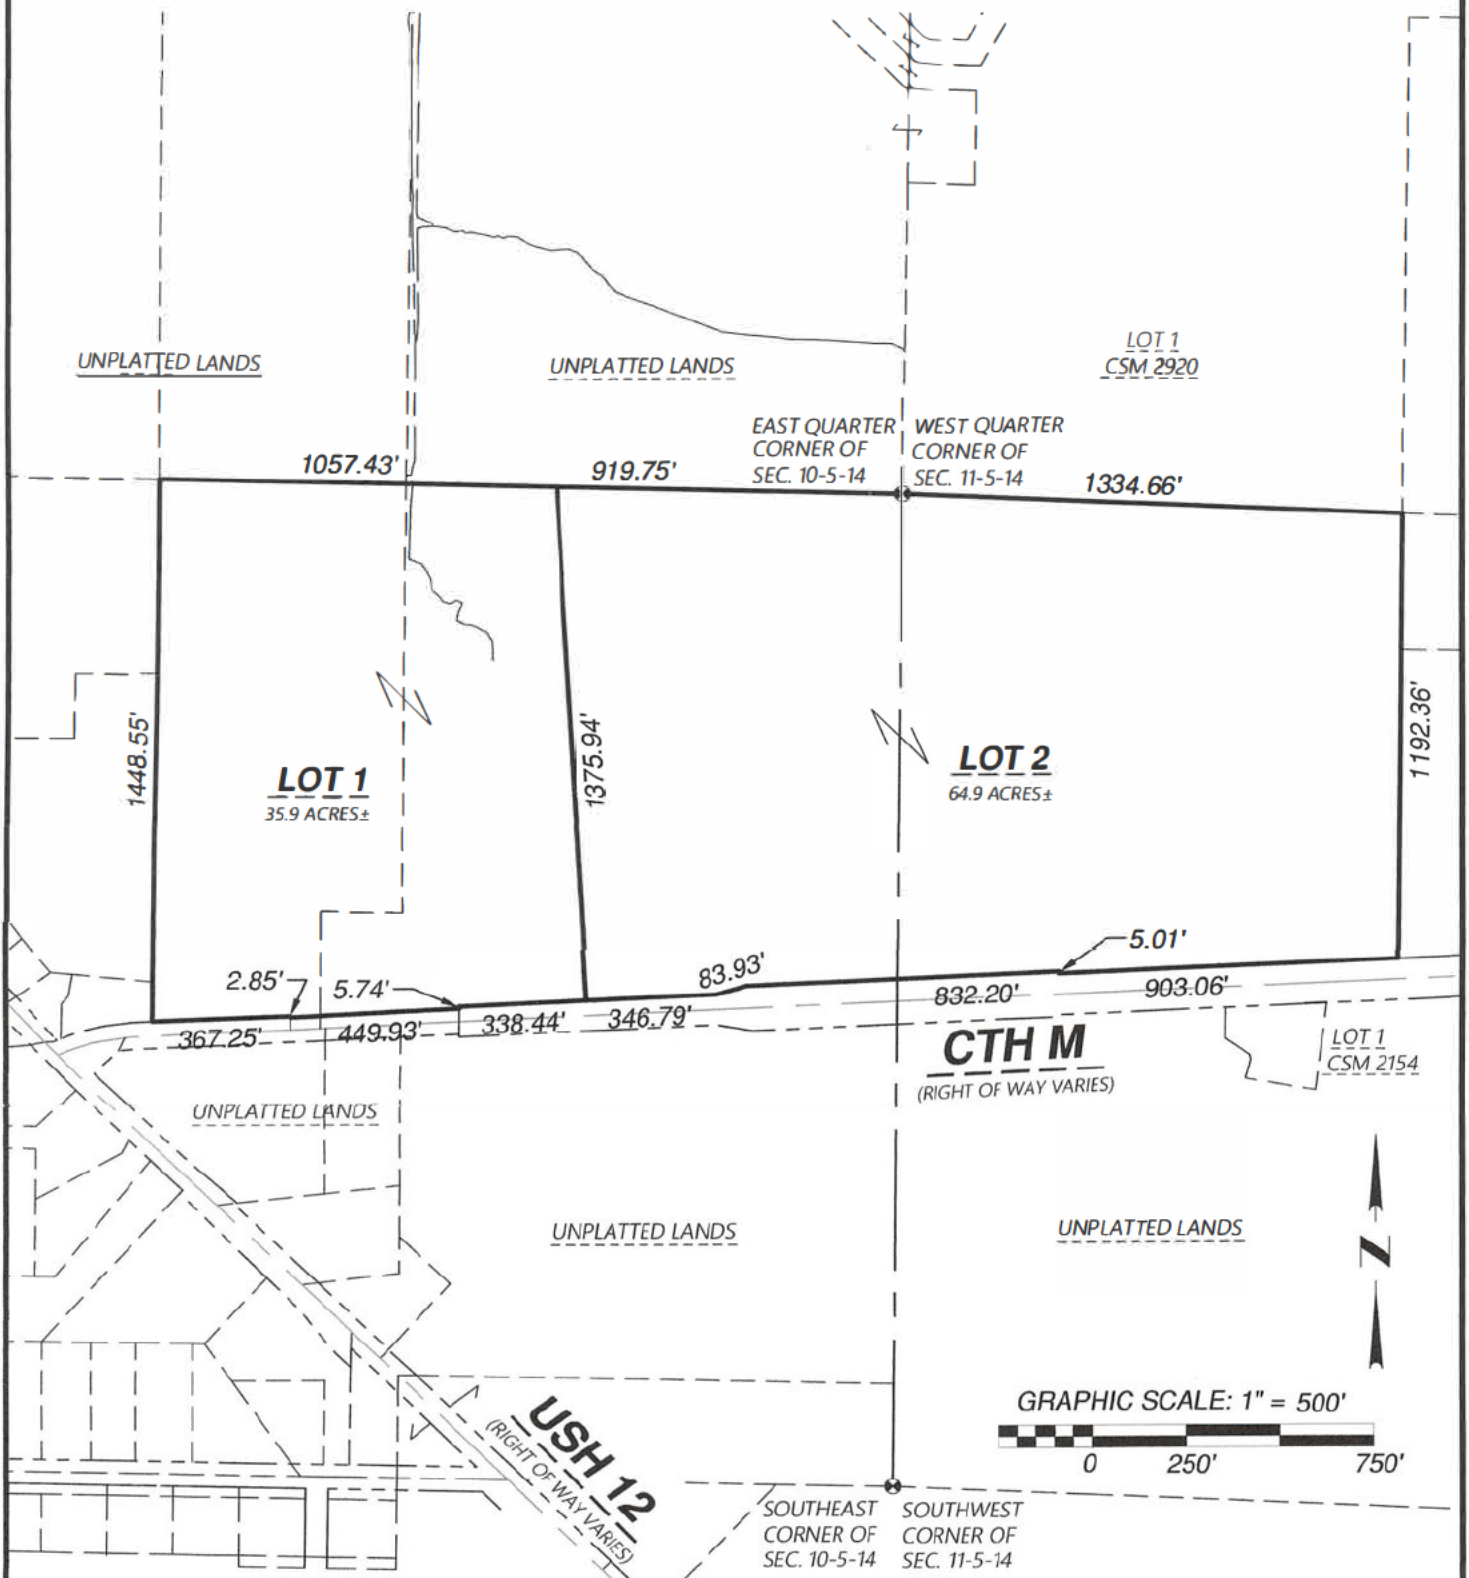 UNPLATTED LANDS
UNPLATTED LANDS
LOT 1
CSM 2920
EAST QUARTER
CORNER OF
SEC. 10-5-14
WEST QUARTER
CORNER OF
SEC. 11-5-14
1057.43'
919.75'
1334.66'
1448.55'
1375.94'
1192.36'
LOT 1
35.9 ACRES±
LOT 2
64.9 ACRES±
2.85'
5.74'
83.93'
5.01'
367.25'
449.93'
338.44'
346.79'
832.20'
903.06'
CTH M
(RIGHT OF WAY VARIES)
LOT 1
CSM 2154
UNPLATTED LANDS
UNPLATTED LANDS
UNPLATTED LANDS
N
GRAPHIC SCALE: 1" = 500'
0 250' 750'
USH 12
(RIGHT OF WAY VARIES)
SOUTHEAST
CORNER OF
SEC. 10-5-14
SOUTHWEST
CORNER OF
SEC. 11-5-14